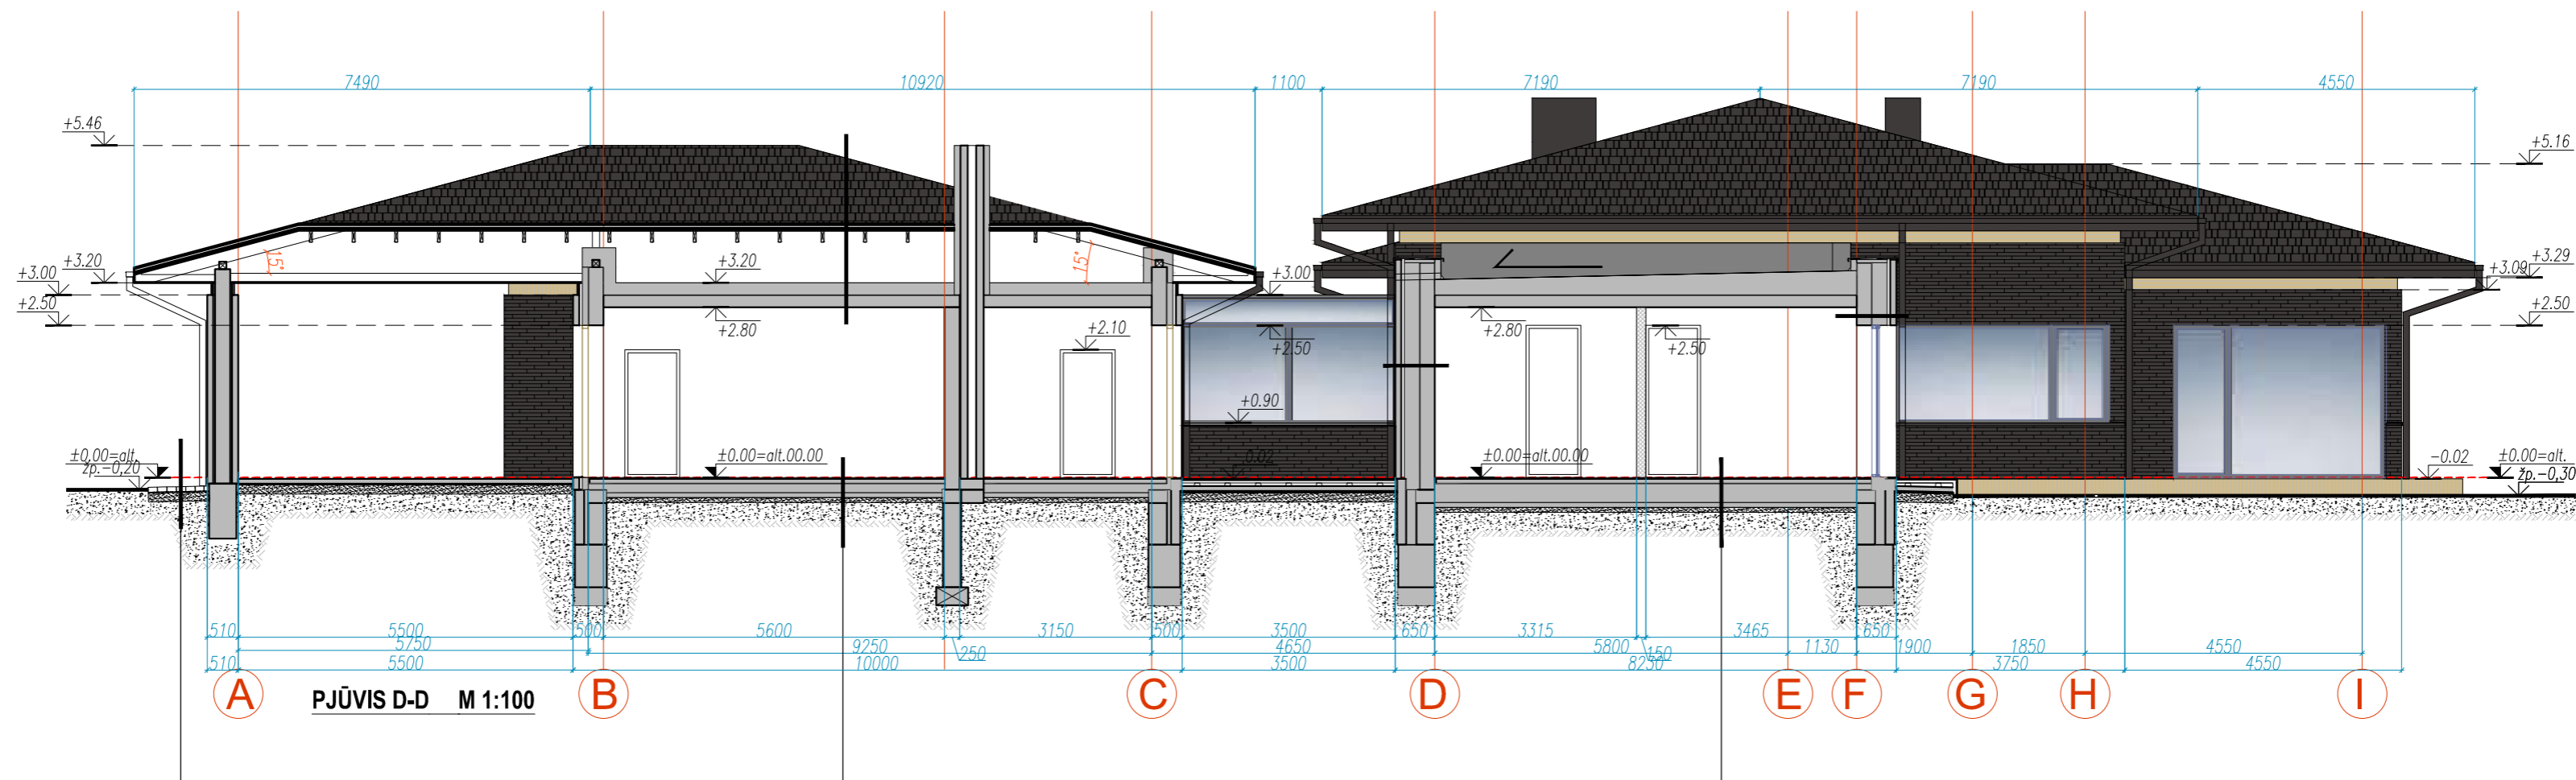 7490 10920 1100 7190 7190 4550
+5.46
+5.16
+3.20 +3.20 +3.29
+3.00 +3.00 +3.09
15° 15°
+2.50 +2.50
+2.80 +2.10 +2.50 +2.80 +2.50
+0.90
±0.00=alt. ±0.00=alt.00.00 -0.02 ±0.00=alt.00.00 -0.02 ±0.00=alt.
žp.-0,20 žp.-0,30
510 5500 500 5600 3150 500 3500 650 3315 3465 650
5750 9250 250 4650 5800 150 1130 1900 1850 4550
510 5500 10000 3500 8250 3750 4550
A B C D E F G H I
PJŪVIS D-D M 1:100